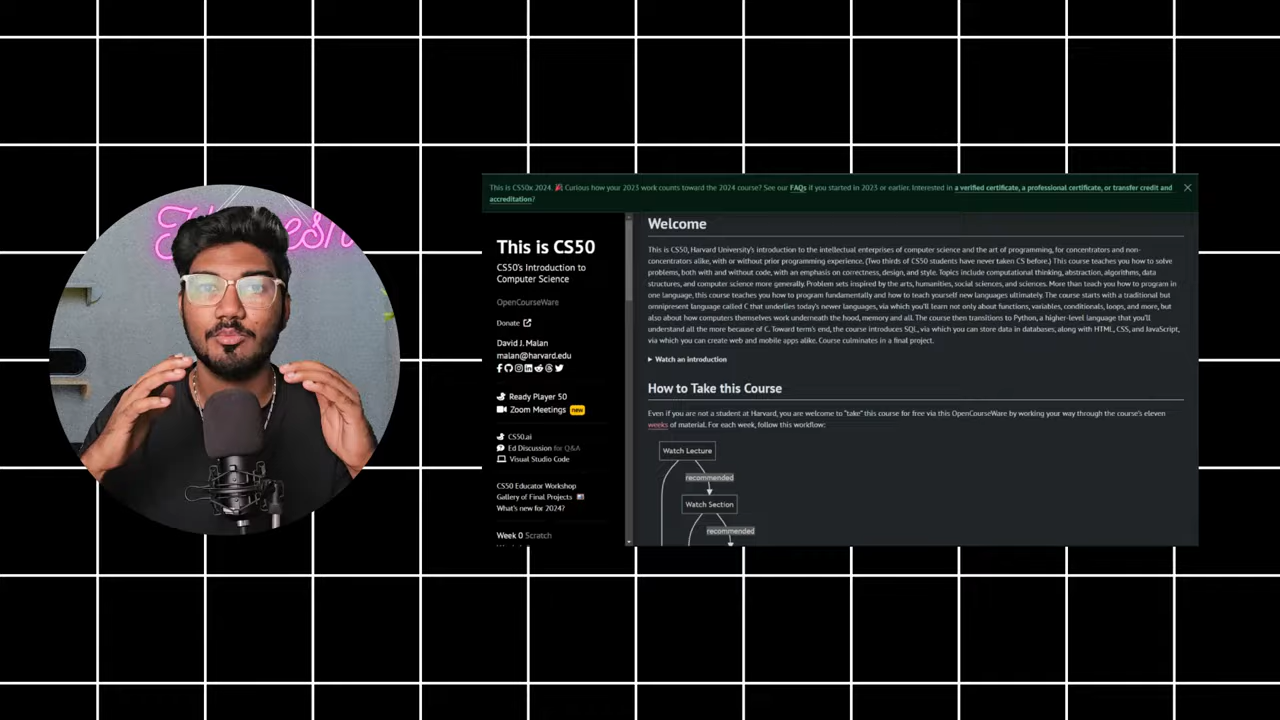 This is CS50x 2024. 🎉 Curious how your 2023 work counts toward the 2024 course? See our FAQs if you started in 2023 or earlier. Interested in a verified certificate, a professional certificate, or transfer credit and
accreditation?
This is CS50
CS50's Introduction to
Computer Science
OpenCourseWare
Donate
David J. Malan
malan@harvard.edu
Ready Player 50
Zoom Meetings new
CS50.ai
Ed Discussion for Q&A
Visual Studio Code
CS50 Educator Workshop
Gallery of Final Projects
What's new for 2024?
Week 0 Scratch
Welcome
This is CS50, Harvard University's introduction to the intellectual enterprises of computer science and the art of programming, for concentrators and non-
concentrators alike, with or without prior programming experience. (Two thirds of CS50 students have never taken CS before.) This course teaches you how to solve
problems, both with and without code, with an emphasis on correctness, design, and style. Topics include computational thinking, abstraction, algorithms, data
structures, and computer science more generally. Problem sets inspired by the arts, humanities, social sciences, and sciences. More than teach you how to program in
one language, this course teaches you how to program fundamentally and how to teach yourself new languages ultimately. The course starts with a traditional but
omnipresent language called C that underlies today's newer languages, via which you'll learn not only about functions, variables, conditionals, loops, and more, but
also about how computers themselves work underneath the hood, memory and all. The course then transitions to Python, a higher-level language that you'll
understand all the more because of C. Toward term's end, the course introduces SQL, via which you can store data in databases, along with HTML, CSS, and JavaScript,
via which you can create web and mobile apps alike. Course culminates in a final project.
Watch an introduction
How to Take this Course
Even if you are not a student at Harvard, you are welcome to "take" this course for free via this OpenCourseWare by working your way through the course's eleven
weeks of material. For each week, follow this workflow:
Watch Lecture
recommended
Watch Section
recommended